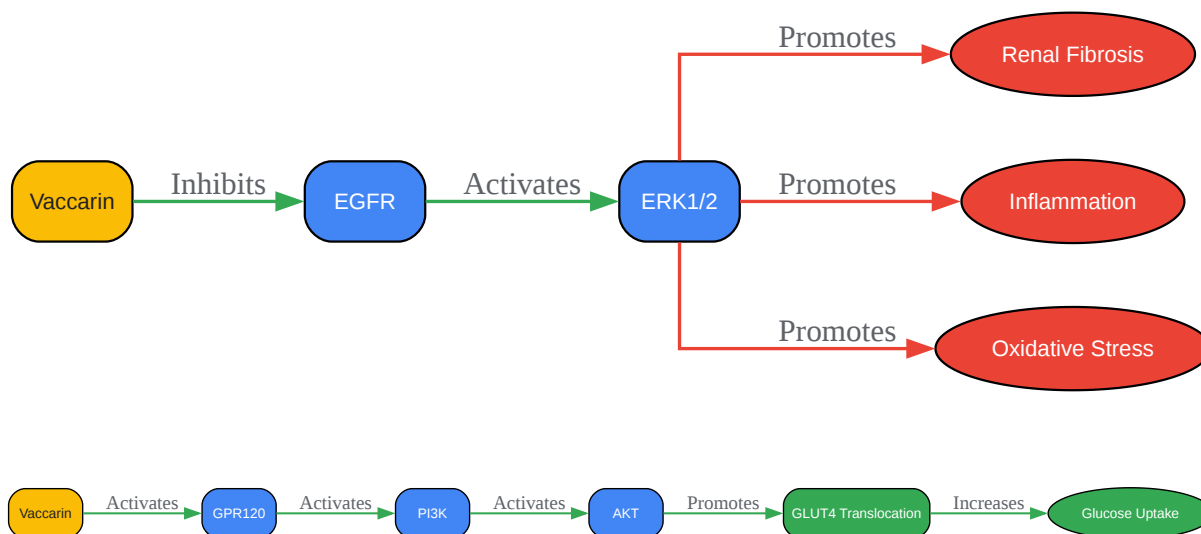 Promotes
Renal Fibrosis
Vaccarin
Inhibits
EGFR
Activates
ERK1/2
Promotes
Inflammation
Promotes
Oxidative Stress
Vaccarin
Activates
GPR120
Activates
PI3K
Activates
AKT
Promotes
GLUT4 Translocation
Increases
Glucose Uptake